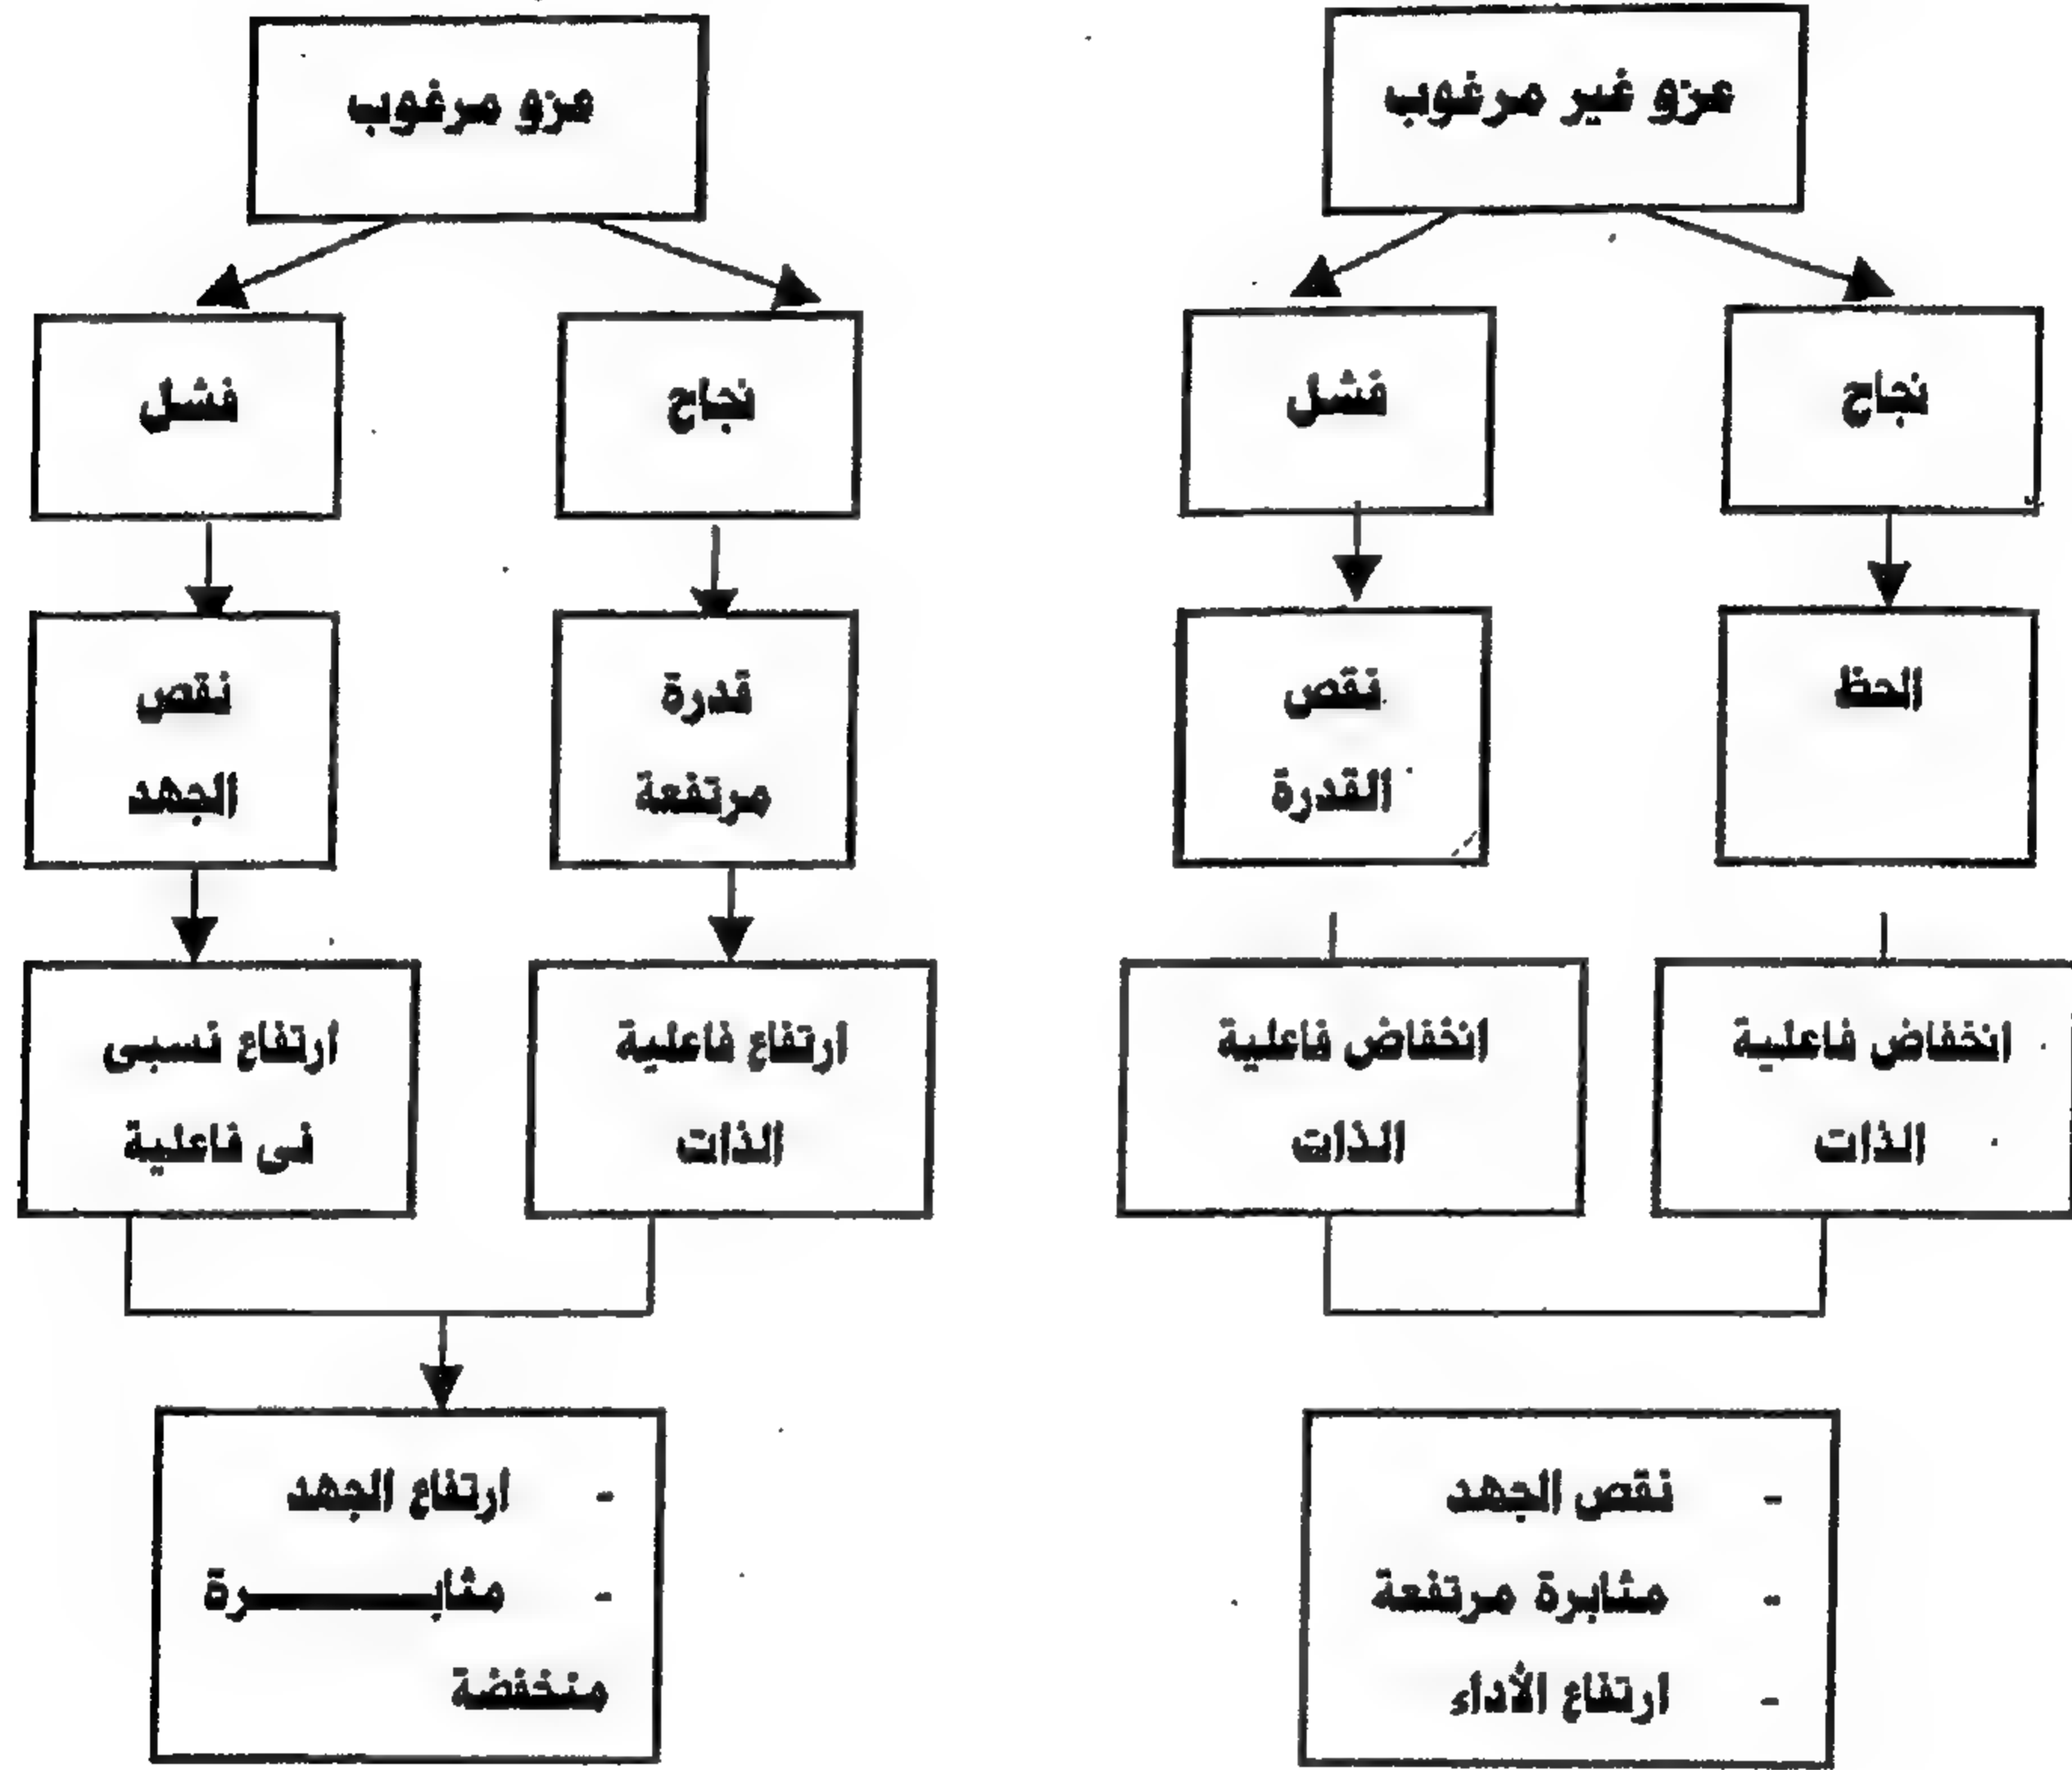 عزو غير مرغوب
عزو مرغوب
نجاح
فشل
نجاح
فشل
الحظ
نقص
القدرة
قدرة
مرتفعة
نقص
الجهد
انخفاض فاعلية
الذات
انخفاض فاعلية
الذات
ارتفاع فاعلية
الذات
ارتفاع نسبى
فى فاعلية
- نقص الجهد
- مثابرة مرتفعة
- ارتفاع الأداء
- ارتفاع الجهد
- مثابـــــــــرة
منخفضة